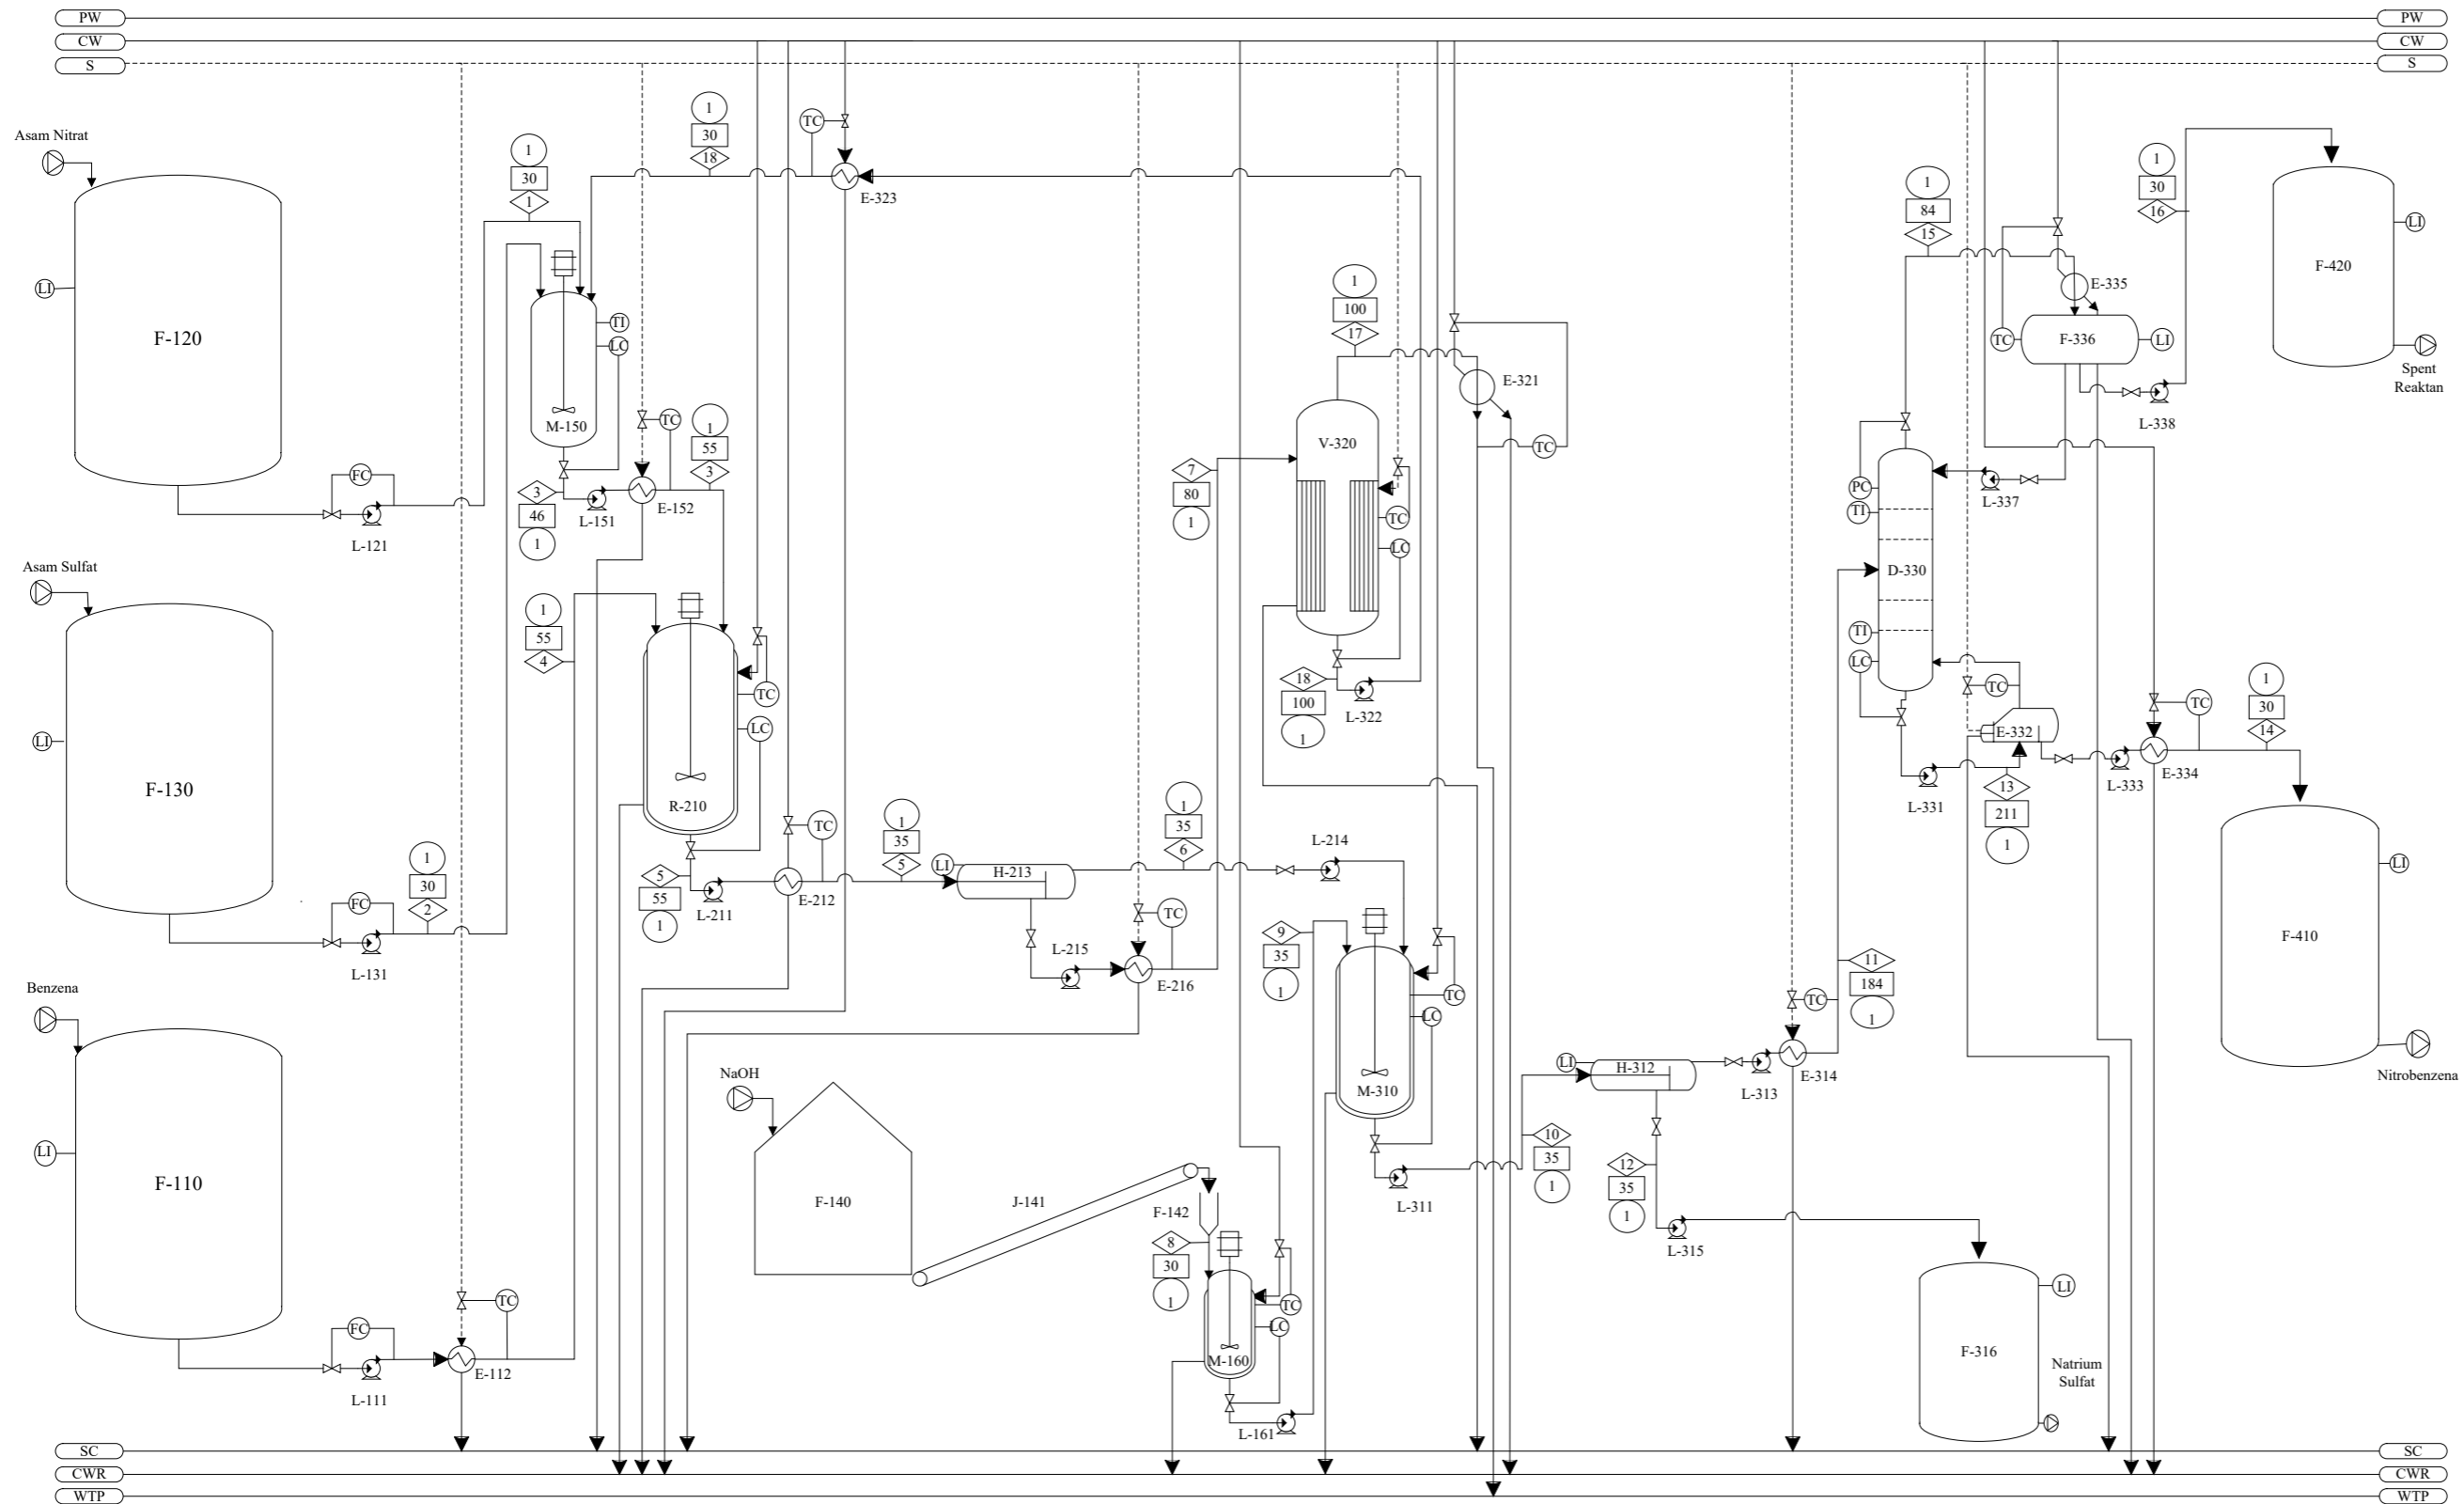 PW
PW
CW
CW
S
S
Asam Nitrat
F-120
LI
FC
L-121
1
30
1
1
30
18
TC
E-323
TI
LC
M-150
3
46
1
L-151
TC
E-152
1
55
3
Asam Sulfat
F-130
LI
FC
L-131
1
30
2
1
55
4
R-210
TC
LC
5
55
1
L-211
TC
E-212
1
35
5
Benzena
F-110
LI
FC
L-111
TC
E-112
LI
H-213
1
35
6
L-214
L-215
TC
E-216
7
80
1
1
100
17
V-320
TC
LC
E-321
TC
18
100
1
L-322
NaOH
F-140
J-141
F-142
8
30
1
TC
LC
M-160
L-161
9
35
1
TC
LC
M-310
L-311
10
35
1
LI
H-312
L-313
TC
E-314
11
184
1
12
35
1
L-315
F-316
LI
Natrium
Sulfat
1
84
15
E-335
TC
F-336
LI
L-338
L-337
PC
TI
D-330
TI
LC
TC
E-332
L-331
13
211
1
L-333
TC
E-334
1
30
14
1
30
16
F-420
LI
Spent
Reaktan
F-410
LI
Nitrobenzena
SC
SC
CWR
CWR
WTP
WTP